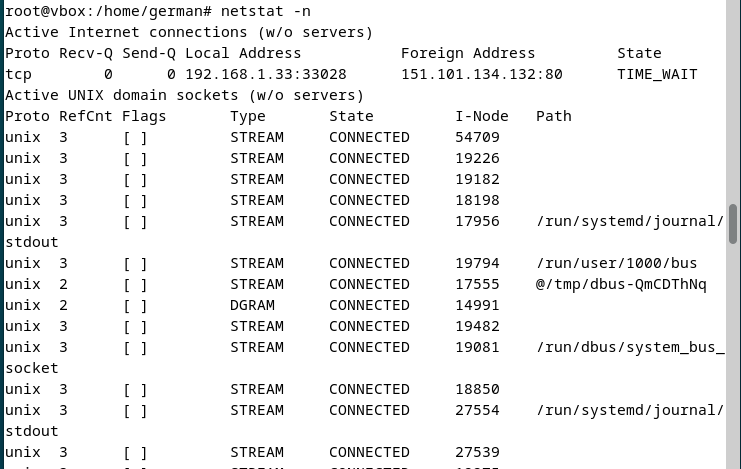 root@vbox:/home/german# netstat -n
Active Internet connections (w/o servers)
Proto Recv-Q Send-Q Local Address           Foreign Address         State
tcp        0      0 192.168.1.33:33028      151.101.134.132:80      TIME_WAIT
Active UNIX domain sockets (w/o servers)
Proto RefCnt Flags       Type       State         I-Node   Path
unix  3      [ ]         STREAM     CONNECTED     54709
unix  3      [ ]         STREAM     CONNECTED     19226
unix  3      [ ]         STREAM     CONNECTED     19182
unix  3      [ ]         STREAM     CONNECTED     18198
unix  3      [ ]         STREAM     CONNECTED     17956    /run/systemd/journal/
stdout
unix  3      [ ]         STREAM     CONNECTED     19794    /run/user/1000/bus
unix  2      [ ]         STREAM     CONNECTED     17555    @/tmp/dbus-QmCDThNq
unix  2      [ ]         DGRAM      CONNECTED     14991
unix  3      [ ]         STREAM     CONNECTED     19482
unix  3      [ ]         STREAM     CONNECTED     19081    /run/dbus/system_bus_
socket
unix  3      [ ]         STREAM     CONNECTED     18850
unix  3      [ ]         STREAM     CONNECTED     27554    /run/systemd/journal/
stdout
unix  3      [ ]         STREAM     CONNECTED     27539